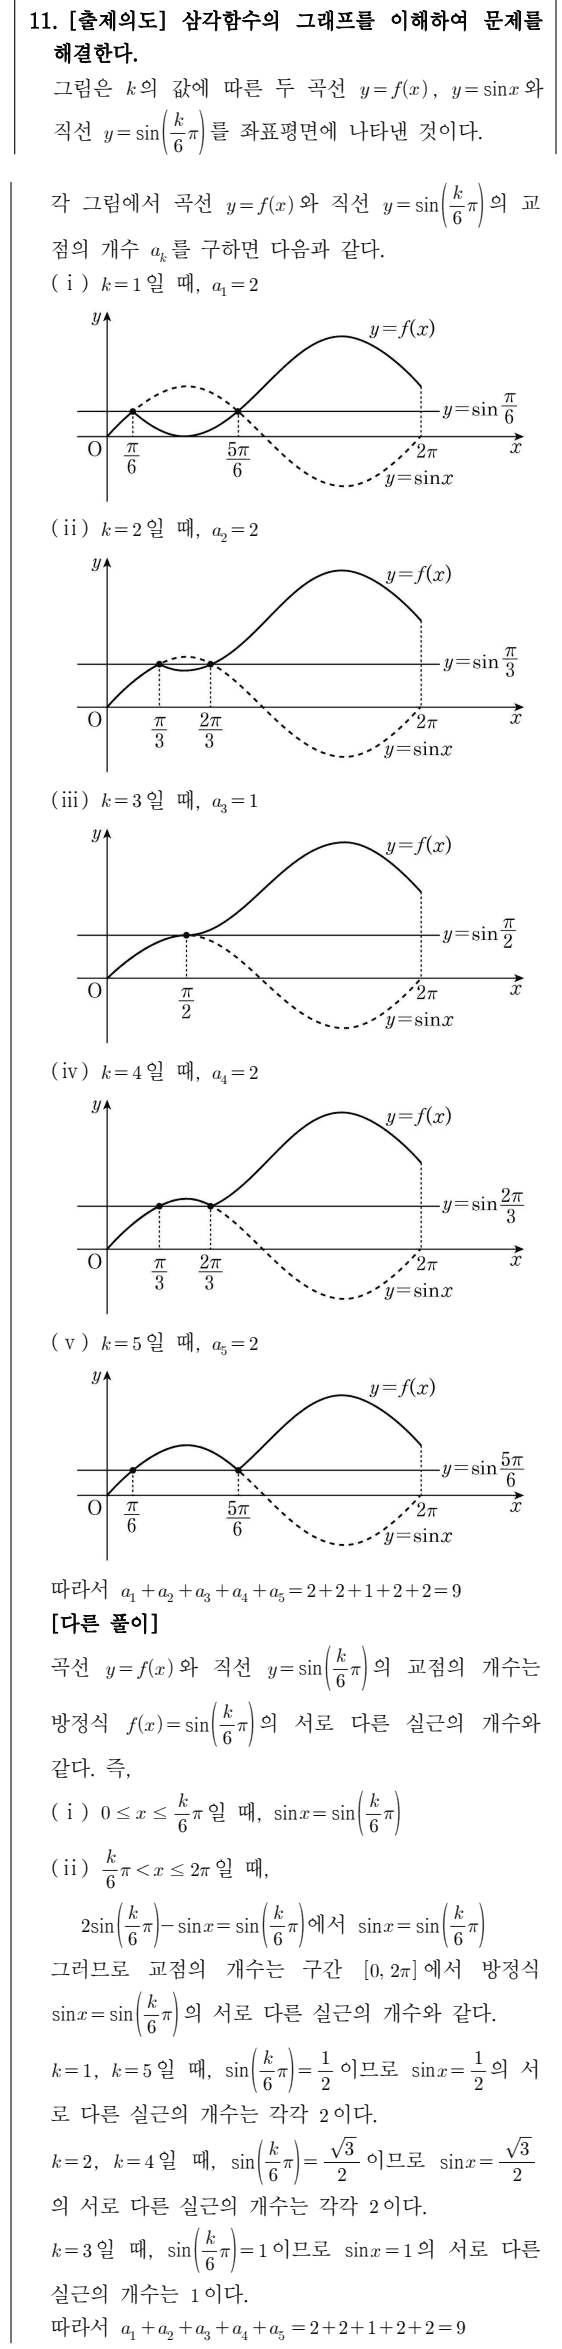 11. [출제의도] 삼각함수의 그래프를 이해하여 문제를
해결한다.
그림은 k의 값에 따른 두 곡선 y=f(x), y=sinx와
직선 y=sin(k/6 π)를 좌표평면에 나타낸 것이다.
각 그림에서 곡선 y=f(x)와 직선 y=sin(k/6 π)의 교
점의 개수 a_k를 구하면 다음과 같다.
(ⅰ) k=1일 때, a_1=2
y
y=f(x)
y=sin π/6
O π/6 5π/6 2π x
y=sinx
(ⅱ) k=2일 때, a_2=2
y
y=f(x)
y=sin π/3
O π/3 2π/3 2π x
y=sinx
(ⅲ) k=3일 때, a_3=1
y
y=f(x)
y=sin π/2
O π/2 2π x
y=sinx
(ⅳ) k=4일 때, a_4=2
y
y=f(x)
y=sin 2π/3
O π/3 2π/3 2π x
y=sinx
(ⅴ) k=5일 때, a_5=2
y
y=f(x)
y=sin 5π/6
O π/6 5π/6 2π x
y=sinx
따라서 a_1+a_2+a_3+a_4+a_5=2+2+1+2+2=9
[다른 풀이]
곡선 y=f(x)와 직선 y=sin(k/6 π)의 교점의 개수는
방정식 f(x)=sin(k/6 π)의 서로 다른 실근의 개수와
같다. 즉,
(ⅰ) 0≤x≤k/6 π일 때, sinx=sin(k/6 π)
(ⅱ) k/6 π<x≤2π일 때,
2sin(k/6 π)-sinx=sin(k/6 π)에서 sinx=sin(k/6 π)
그러므로 교점의 개수는 구간 [0, 2π]에서 방정식
sinx=sin(k/6 π)의 서로 다른 실근의 개수와 같다.
k=1, k=5일 때, sin(k/6 π)=1/2이므로 sinx=1/2의 서
로 다른 실근의 개수는 각각 2이다.
k=2, k=4일 때, sin(k/6 π)=√3/2이므로 sinx=√3/2
의 서로 다른 실근의 개수는 각각 2이다.
k=3일 때, sin(k/6 π)=1이므로 sinx=1의 서로 다른
실근의 개수는 1이다.
따라서 a_1+a_2+a_3+a_4+a_5=2+2+1+2+2=9